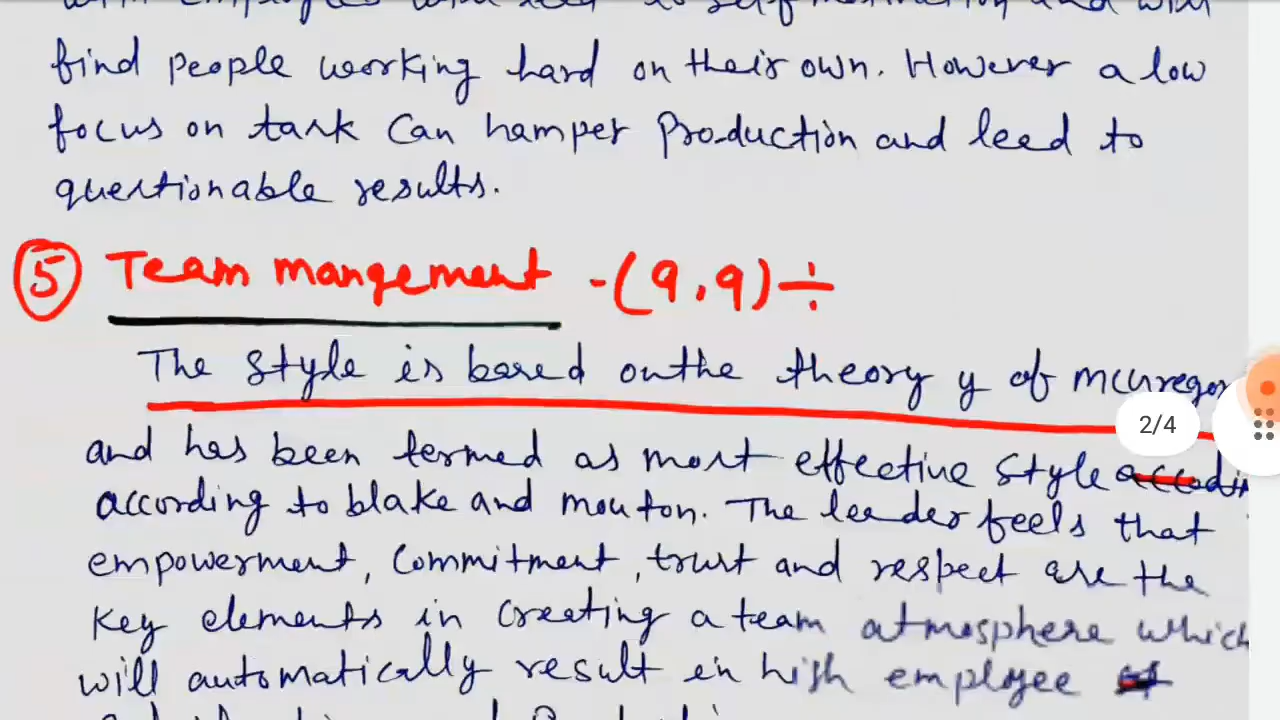 find people working hard on their own. However a low
focus on task can hamper production and leed to
questionable results.
⑤ Team mangement -(9,9) ÷
The style is based on the theory y of mcGregor
and has been termed as most effective style
according to blake and mouton. The leader feels that
empowerment, commitment, trust and respect are the
key elements in creating a team atmosphere which
will automatically result in high employee
2/4